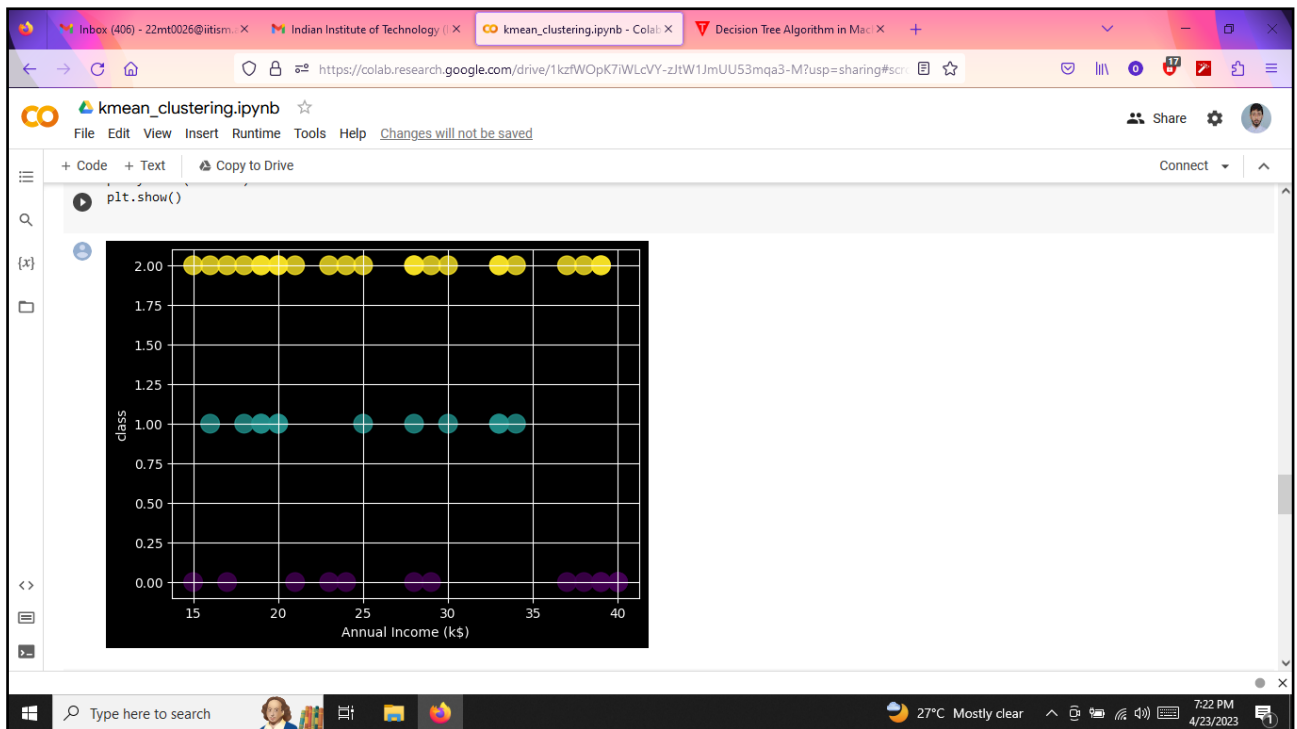 Inbox (406) - 22mt0026@iitism.
Indian Institute of Technology (
kmean_clustering.ipynb - Colab
Decision Tree Algorithm in Mac
https://colab.research.google.com/drive/1kzfWOpK7iWLcVY-zJtW1JmUU53mqa3-M?usp=sharing#scr
17
kmean_clustering.ipynb
File Edit View Insert Runtime Tools Help Changes will not be saved
Share
+ Code + Text Copy to Drive
Connect
plt.show()
{x}
2.00
1.75
1.50
1.25
1.00
0.75
0.50
0.25
0.00
class
15 20 25 30 35 40
Annual Income (k$)
Type here to search
27°C Mostly clear
7:22 PM
4/23/2023